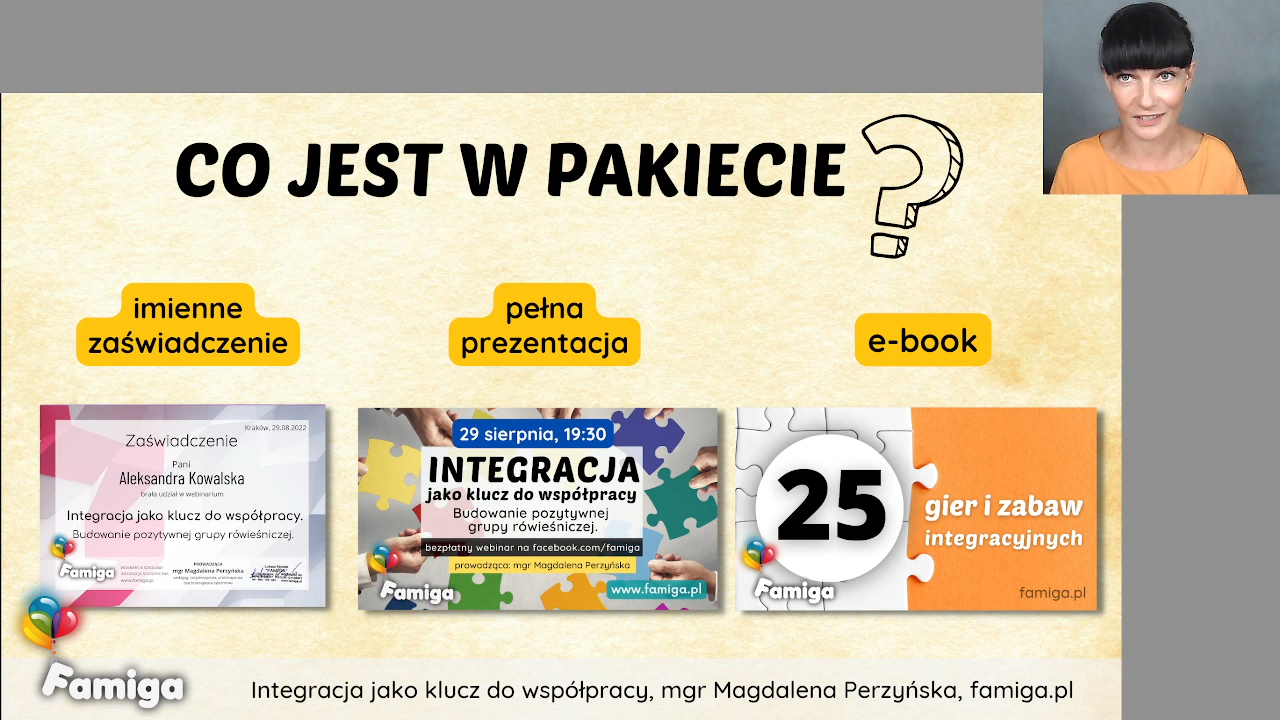 CO JEST W PAKIECIE?
imienne
zaświadczenie
pełna
prezentacja
e-book
Kraków, 29.08.2022
Zaświadczenie
Pani
Aleksandra Kowalska
brała udział w webinarium
Integracja jako klucz do współpracy.
Budowanie pozytywnej grupy rówieśniczej.
PROWADZĄCA
mgr Magdalena Perzyńska
Famiga
29 sierpnia, 19:30
INTEGRACJA
jako klucz do współpracy
Budowanie pozytywnej
grupy rówieśniczej.
bezpłatny webinar na facebook.com/famiga
prowadząca: mgr Magdalena Perzyńska
www.famiga.pl
Famiga
25
gier i zabaw
integracyjnych
Famiga
famiga.pl
Famiga
Integracja jako klucz do współpracy, mgr Magdalena Perzyńska, famiga.pl